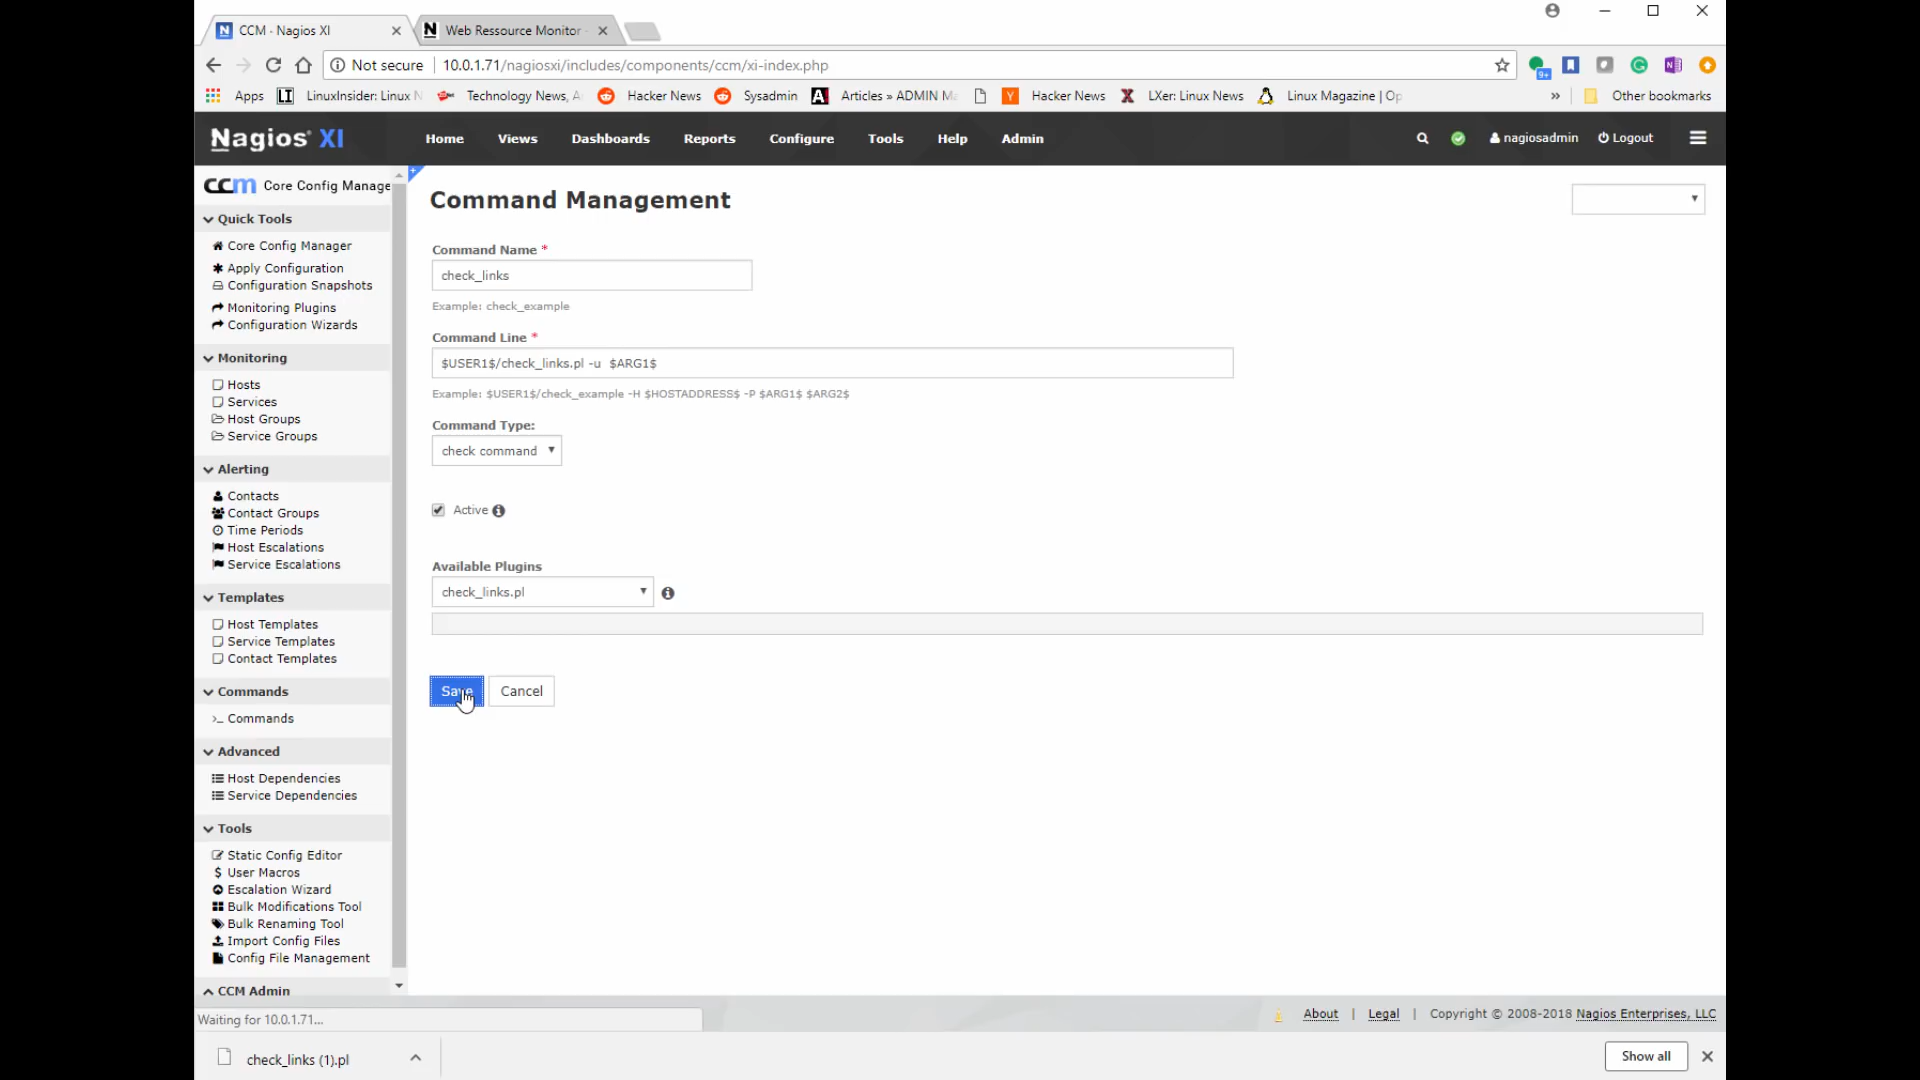 CCM - Nagios XI
Web Ressource Monitor
Not secure
10.0.1.71/nagiosxi/includes/components/ccm/xi-index.php
9+
Apps
LI
LinuxInsider: Linux N
Technology News, A
Hacker News
Sysadmin
A
Articles » ADMIN Ma
Y
Hacker News
X
LXer: Linux News
Linux Magazine | Op
»
Other bookmarks
Nagios® XI
Home
Views
Dashboards
Reports
Configure
Tools
Help
Admin
nagiosadmin
Logout
ccm Core Config Manage
Quick Tools
Core Config Manager
Apply Configuration
Configuration Snapshots
Monitoring Plugins
Configuration Wizards
Monitoring
Hosts
Services
Host Groups
Service Groups
Alerting
Contacts
Contact Groups
Time Periods
Host Escalations
Service Escalations
Templates
Host Templates
Service Templates
Contact Templates
Commands
>_ Commands
Advanced
Host Dependencies
Service Dependencies
Tools
Static Config Editor
$ User Macros
Escalation Wizard
Bulk Modifications Tool
Bulk Renaming Tool
Import Config Files
Config File Management
CCM Admin
Command Management
Command Name *
check_links
Example: check_example
Command Line *
$USER1$/check_links.pl -u  $ARG1$
Example: $USER1$/check_example -H $HOSTADDRESS$ -P $ARG1$ $ARG2$
Command Type:
check command
Active
Available Plugins
check_links.pl
Save
Cancel
Waiting for 10.0.1.71...
About | Legal | Copyright © 2008-2018 Nagios Enterprises, LLC
check_links (1).pl
Show all